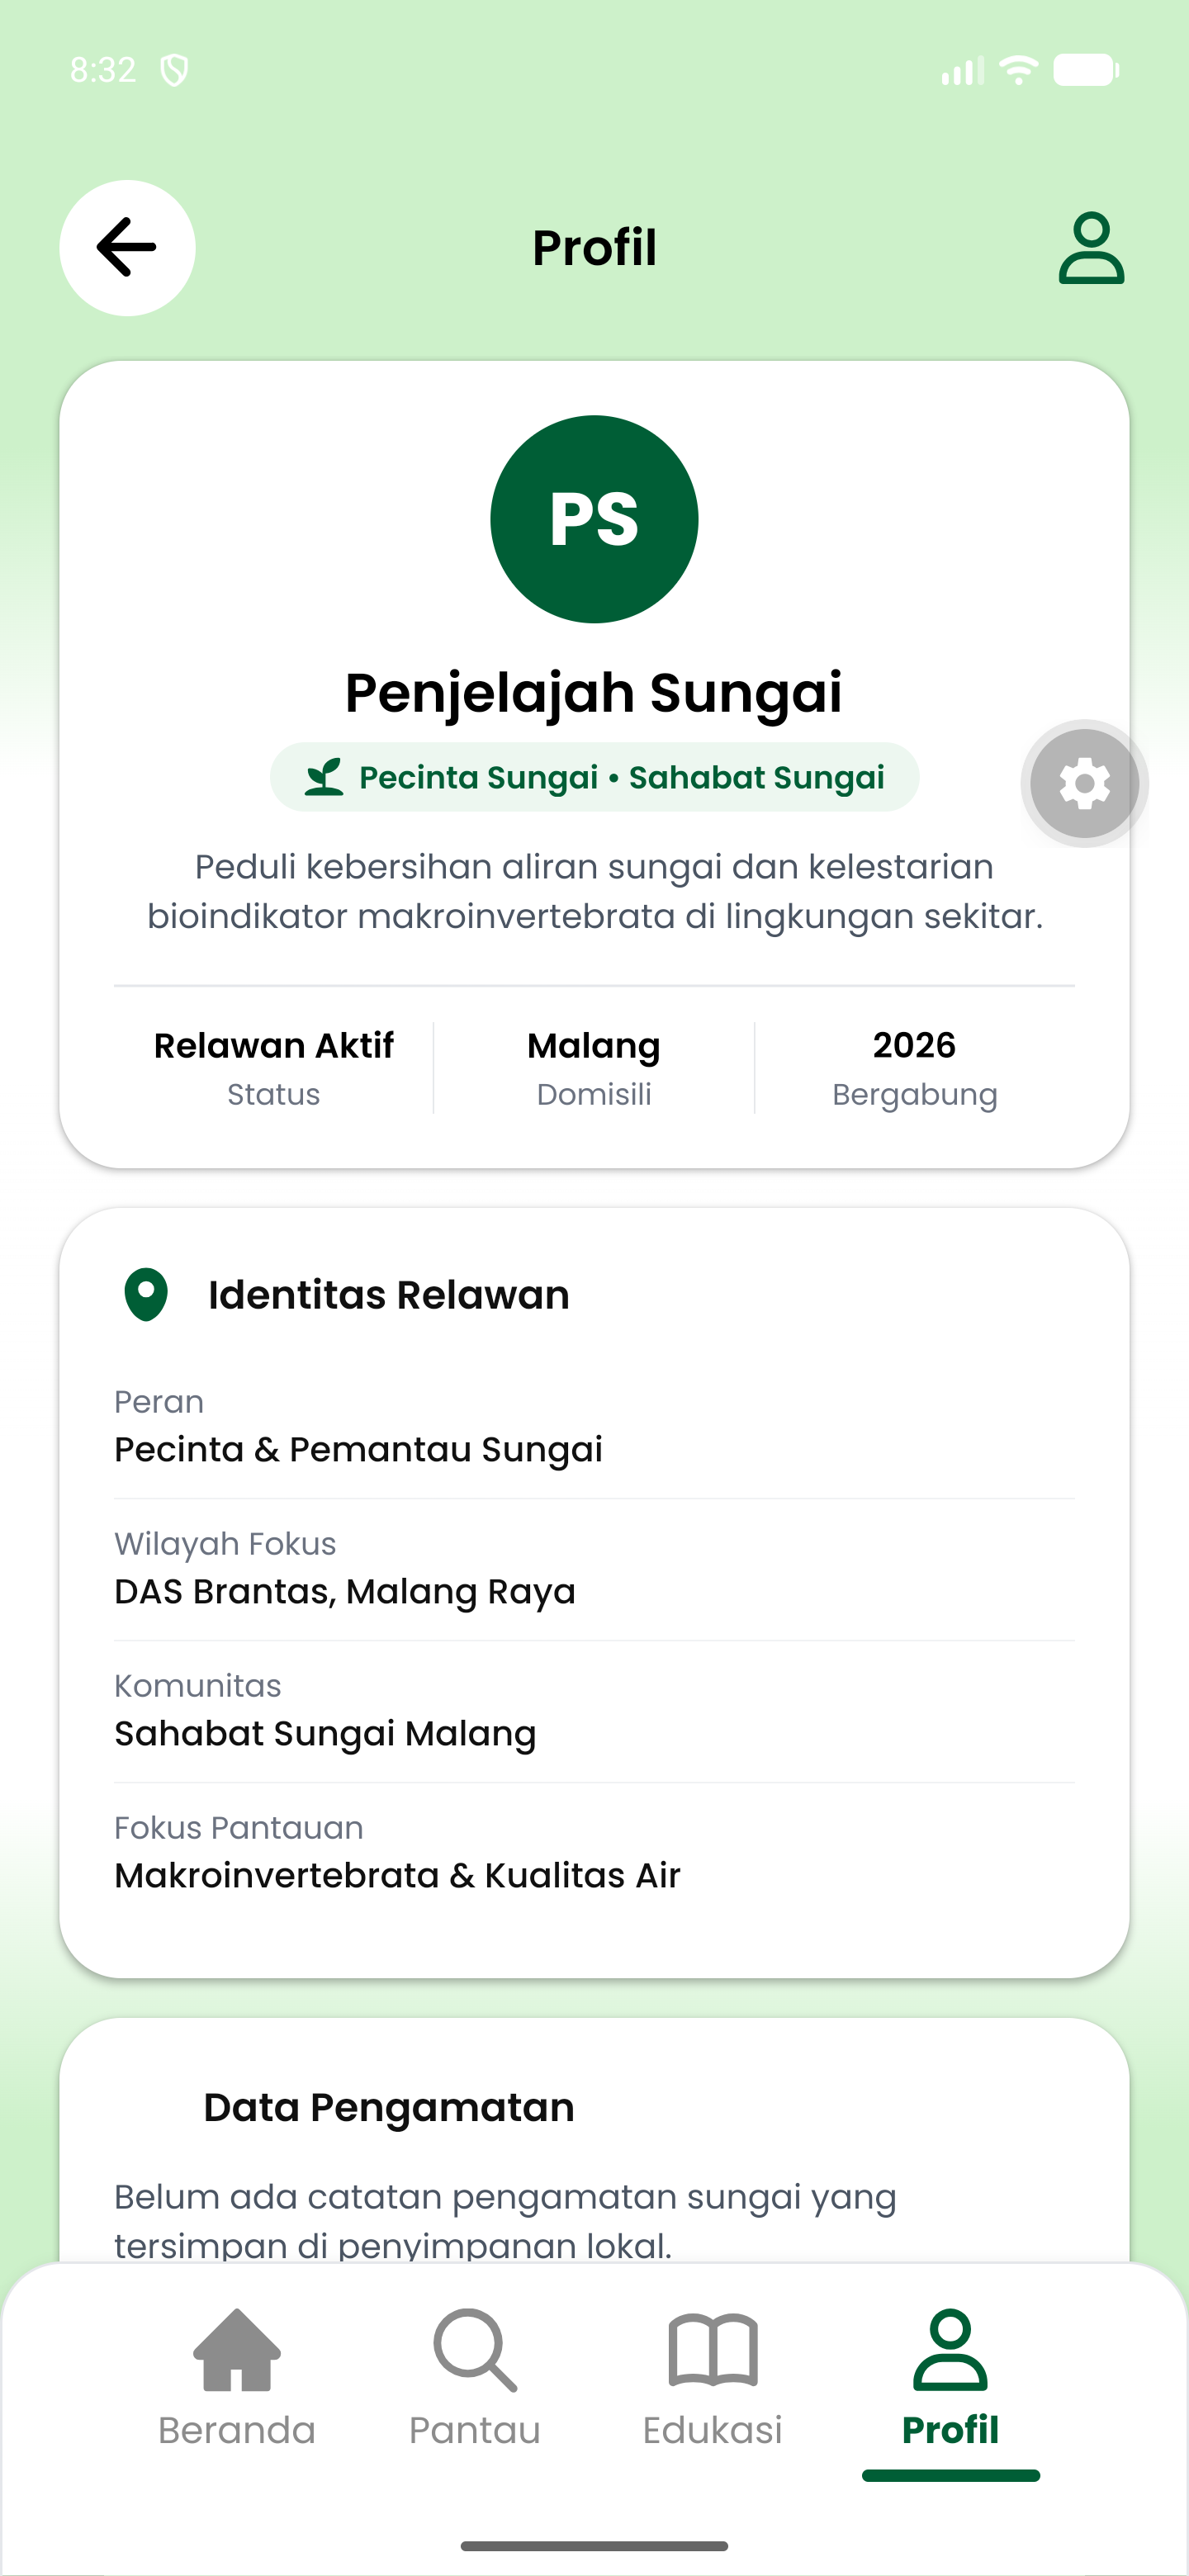 8:32
Profil
PS
Penjelajah Sungai
Pecinta Sungai • Sahabat Sungai
Peduli kebersihan aliran sungai dan kelestarian
bioindikator makroinvertebrata di lingkungan sekitar.
Relawan Aktif
Status
Malang
Domisili
2026
Bergabung
Identitas Relawan
Peran
Pecinta & Pemantau Sungai
Wilayah Fokus
DAS Brantas, Malang Raya
Komunitas
Sahabat Sungai Malang
Fokus Pantauan
Makroinvertebrata & Kualitas Air
Data Pengamatan
Belum ada catatan pengamatan sungai yang
tersimpan di penyimpanan lokal.
Beranda
Pantau
Edukasi
Profil